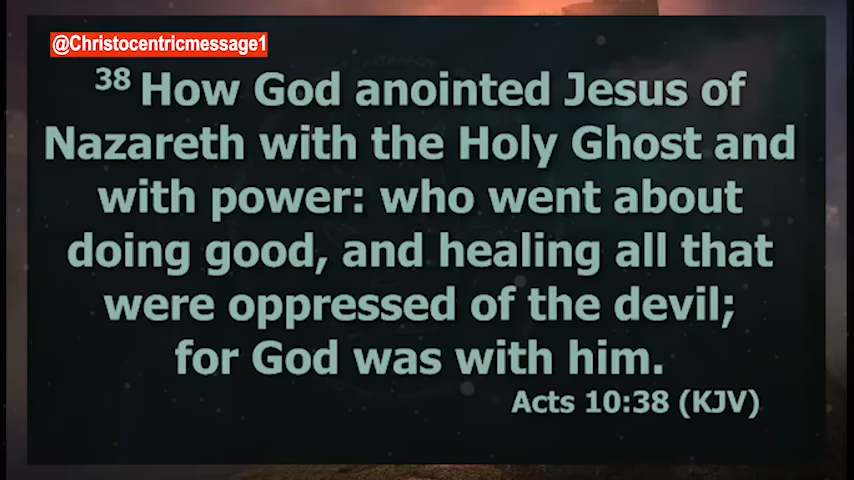 @Christocentricmessage1
38 How God anointed Jesus of
Nazareth with the Holy Ghost and
with power: who went about
doing good, and healing all that
were oppressed of the devil;
for God was with him.
Acts 10:38 (KJV)